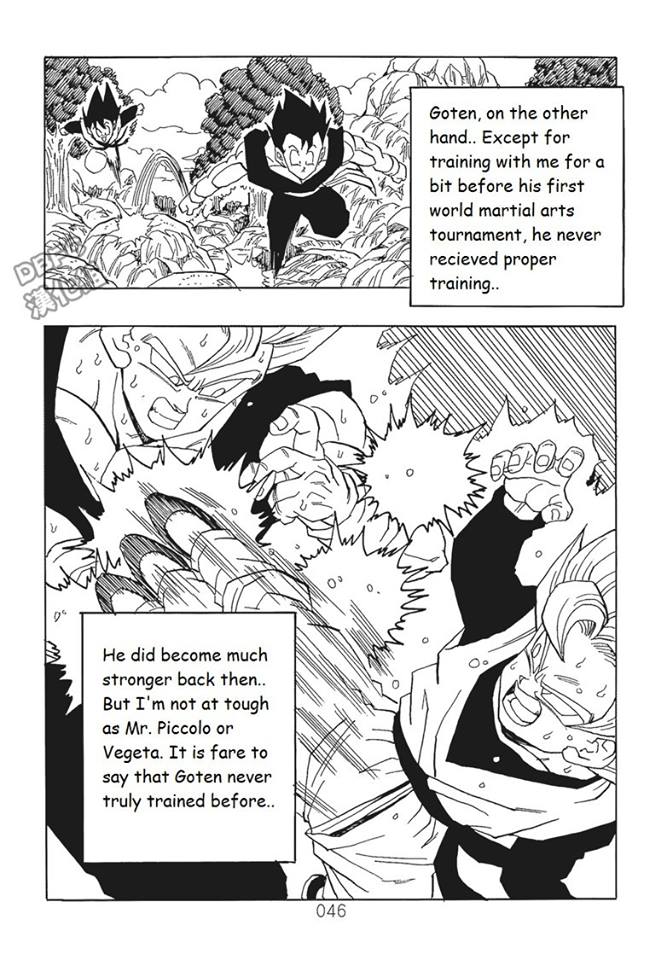 Goten, on the other
hand.. Except for
training with me for a
bit before his first
world martial arts
tournament, he never
recieved proper
training..
He did become much
stronger back then..
But I'm not at tough
as Mr. Piccolo or
Vegeta. It is fare to
say that Goten never
truly trained before..
046